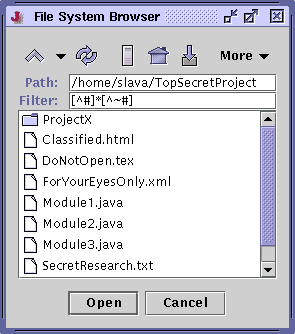 File System Browser
More
Path: /home/slava/TopSecretProject
Filter: [^#]*[^~#]
ProjectX
Classified.html
DoNotOpen.tex
ForYourEyesOnly.xml
Module1.java
Module2.java
Module3.java
SecretResearch.txt
Open Cancel